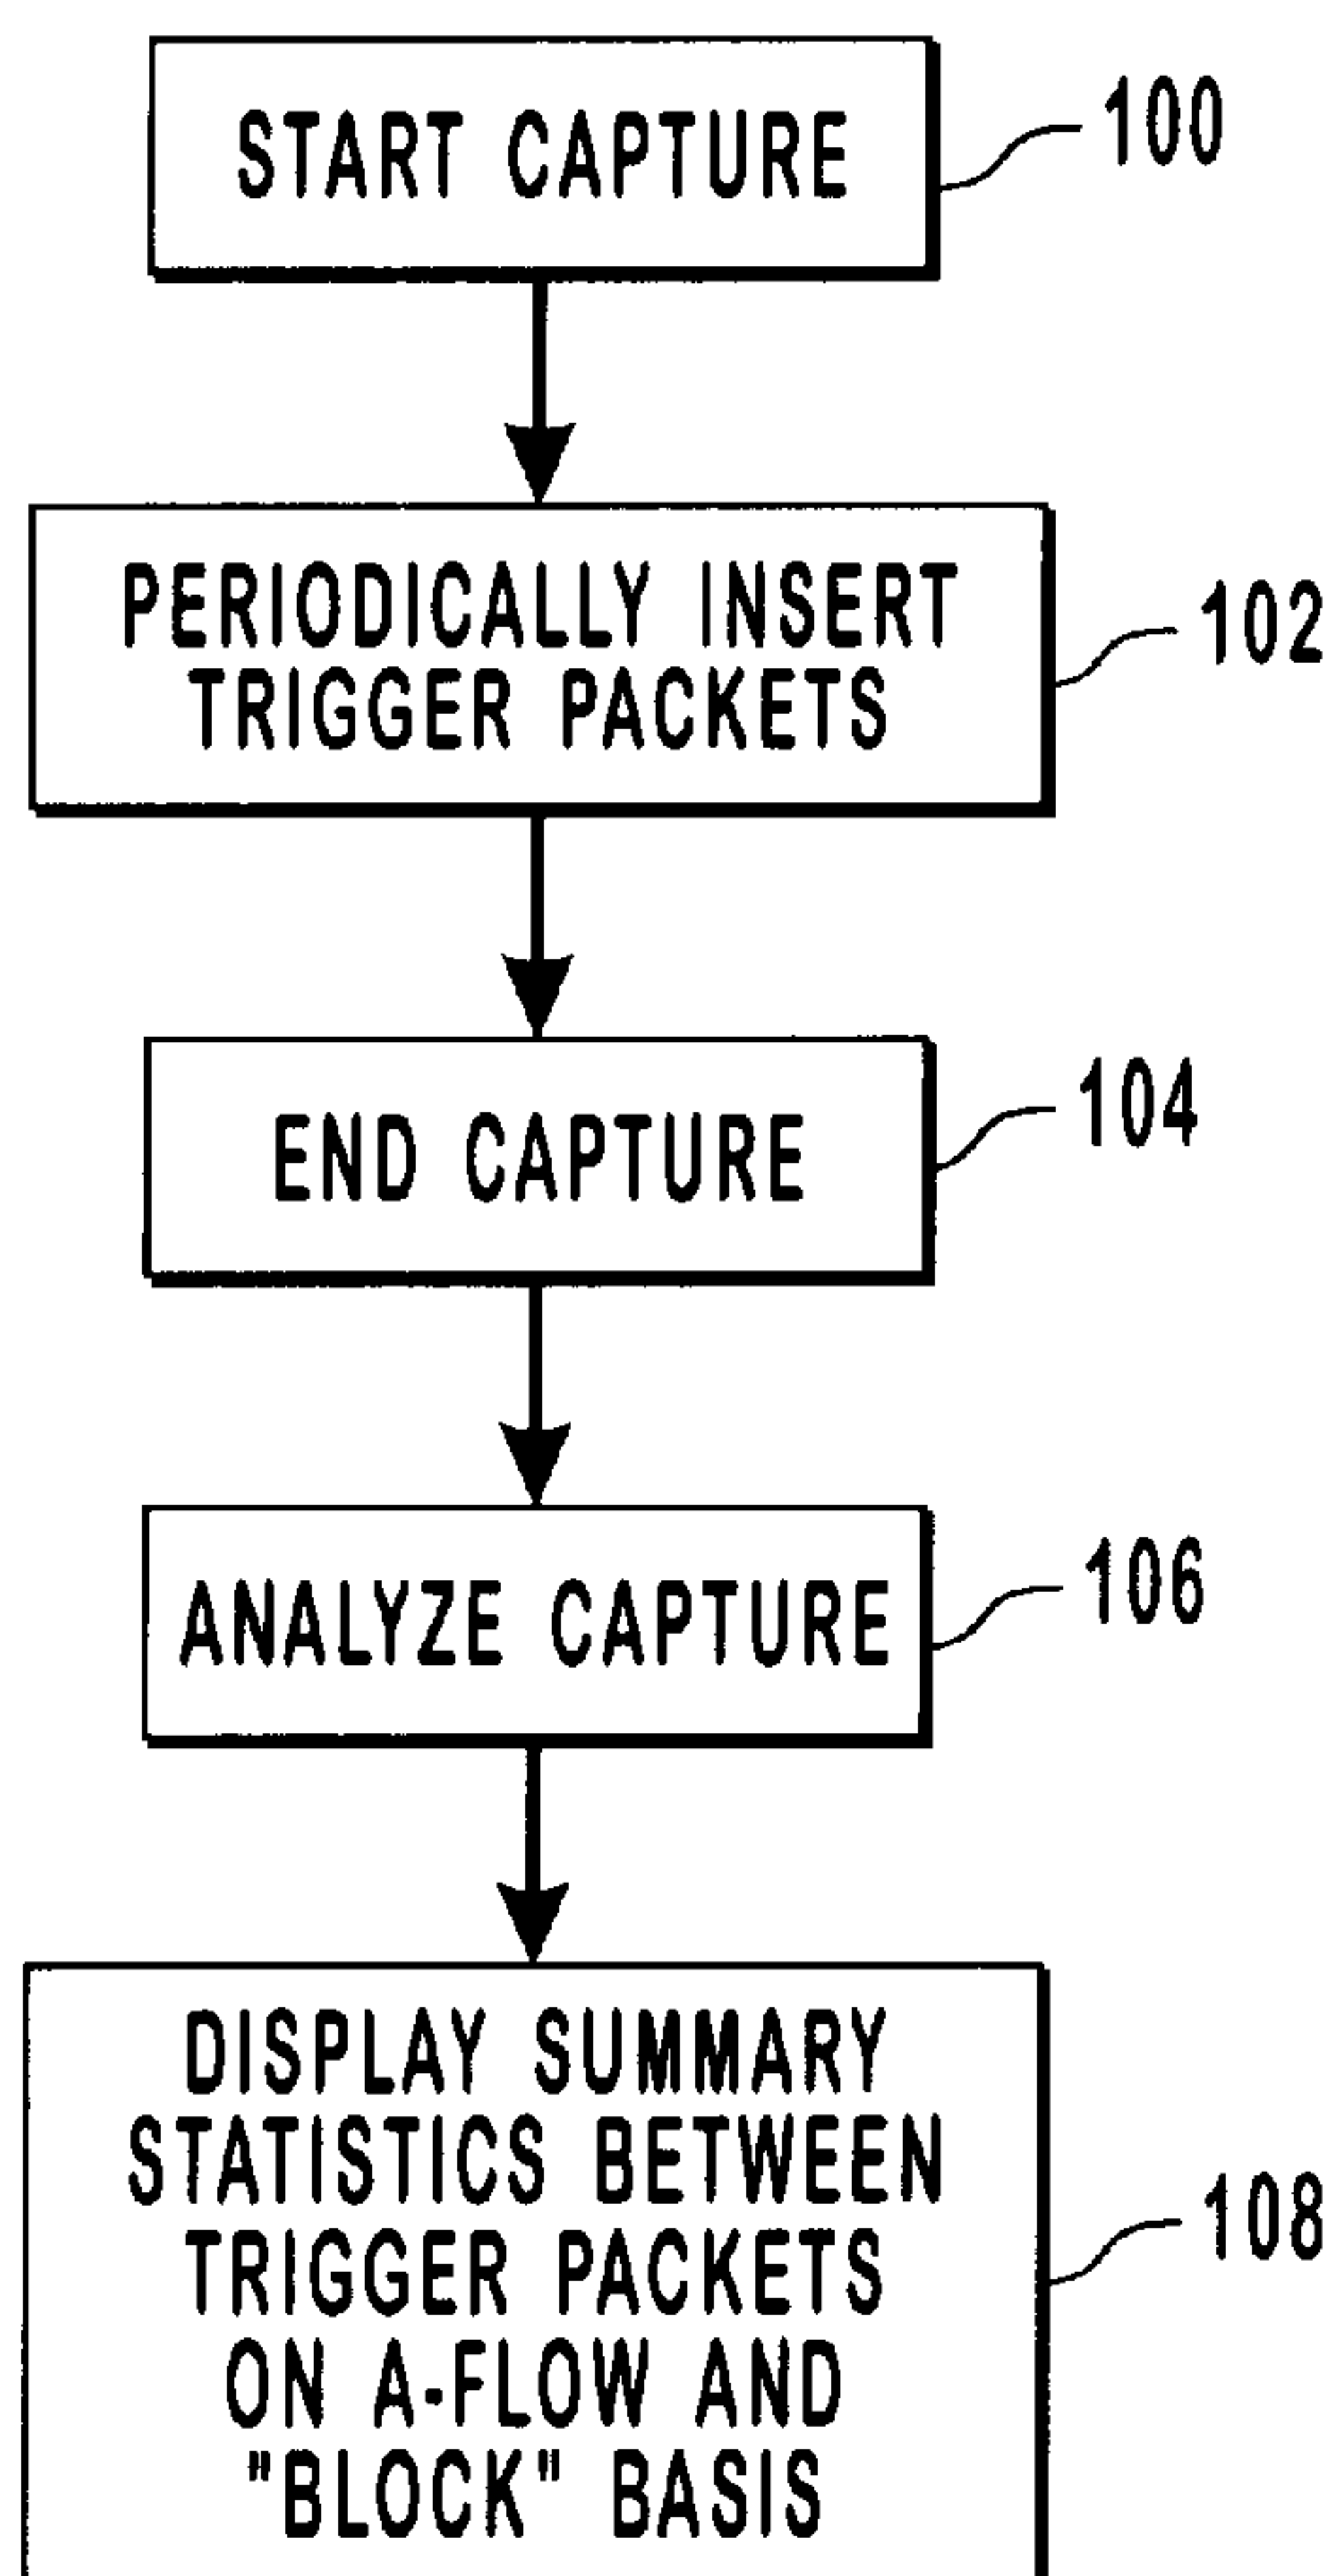 START CAPTURE
100
PERIODICALLY INSERT
TRIGGER PACKETS
102
END CAPTURE
104
ANALYZE CAPTURE
106
DISPLAY SUMMARY
STATISTICS BETWEEN
TRIGGER PACKETS
ON A-FLOW AND
"BLOCK" BASIS
108